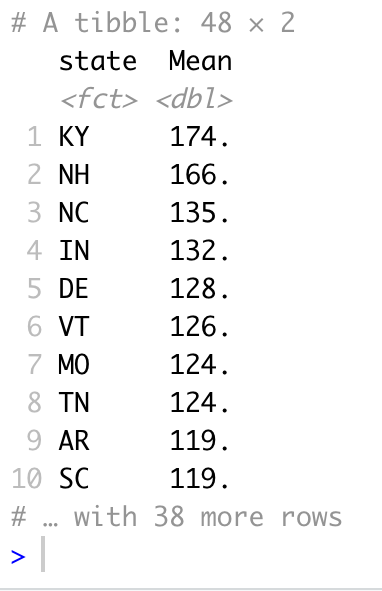 # A tibble: 48 × 2
state Mean
<fct> <dbl>
1 KY 174.
2 NH 166.
3 NC 135.
4 IN 132.
5 DE 128.
6 VT 126.
7 MO 124.
8 TN 124.
9 AR 119.
10 SC 119.
# … with 38 more rows
>